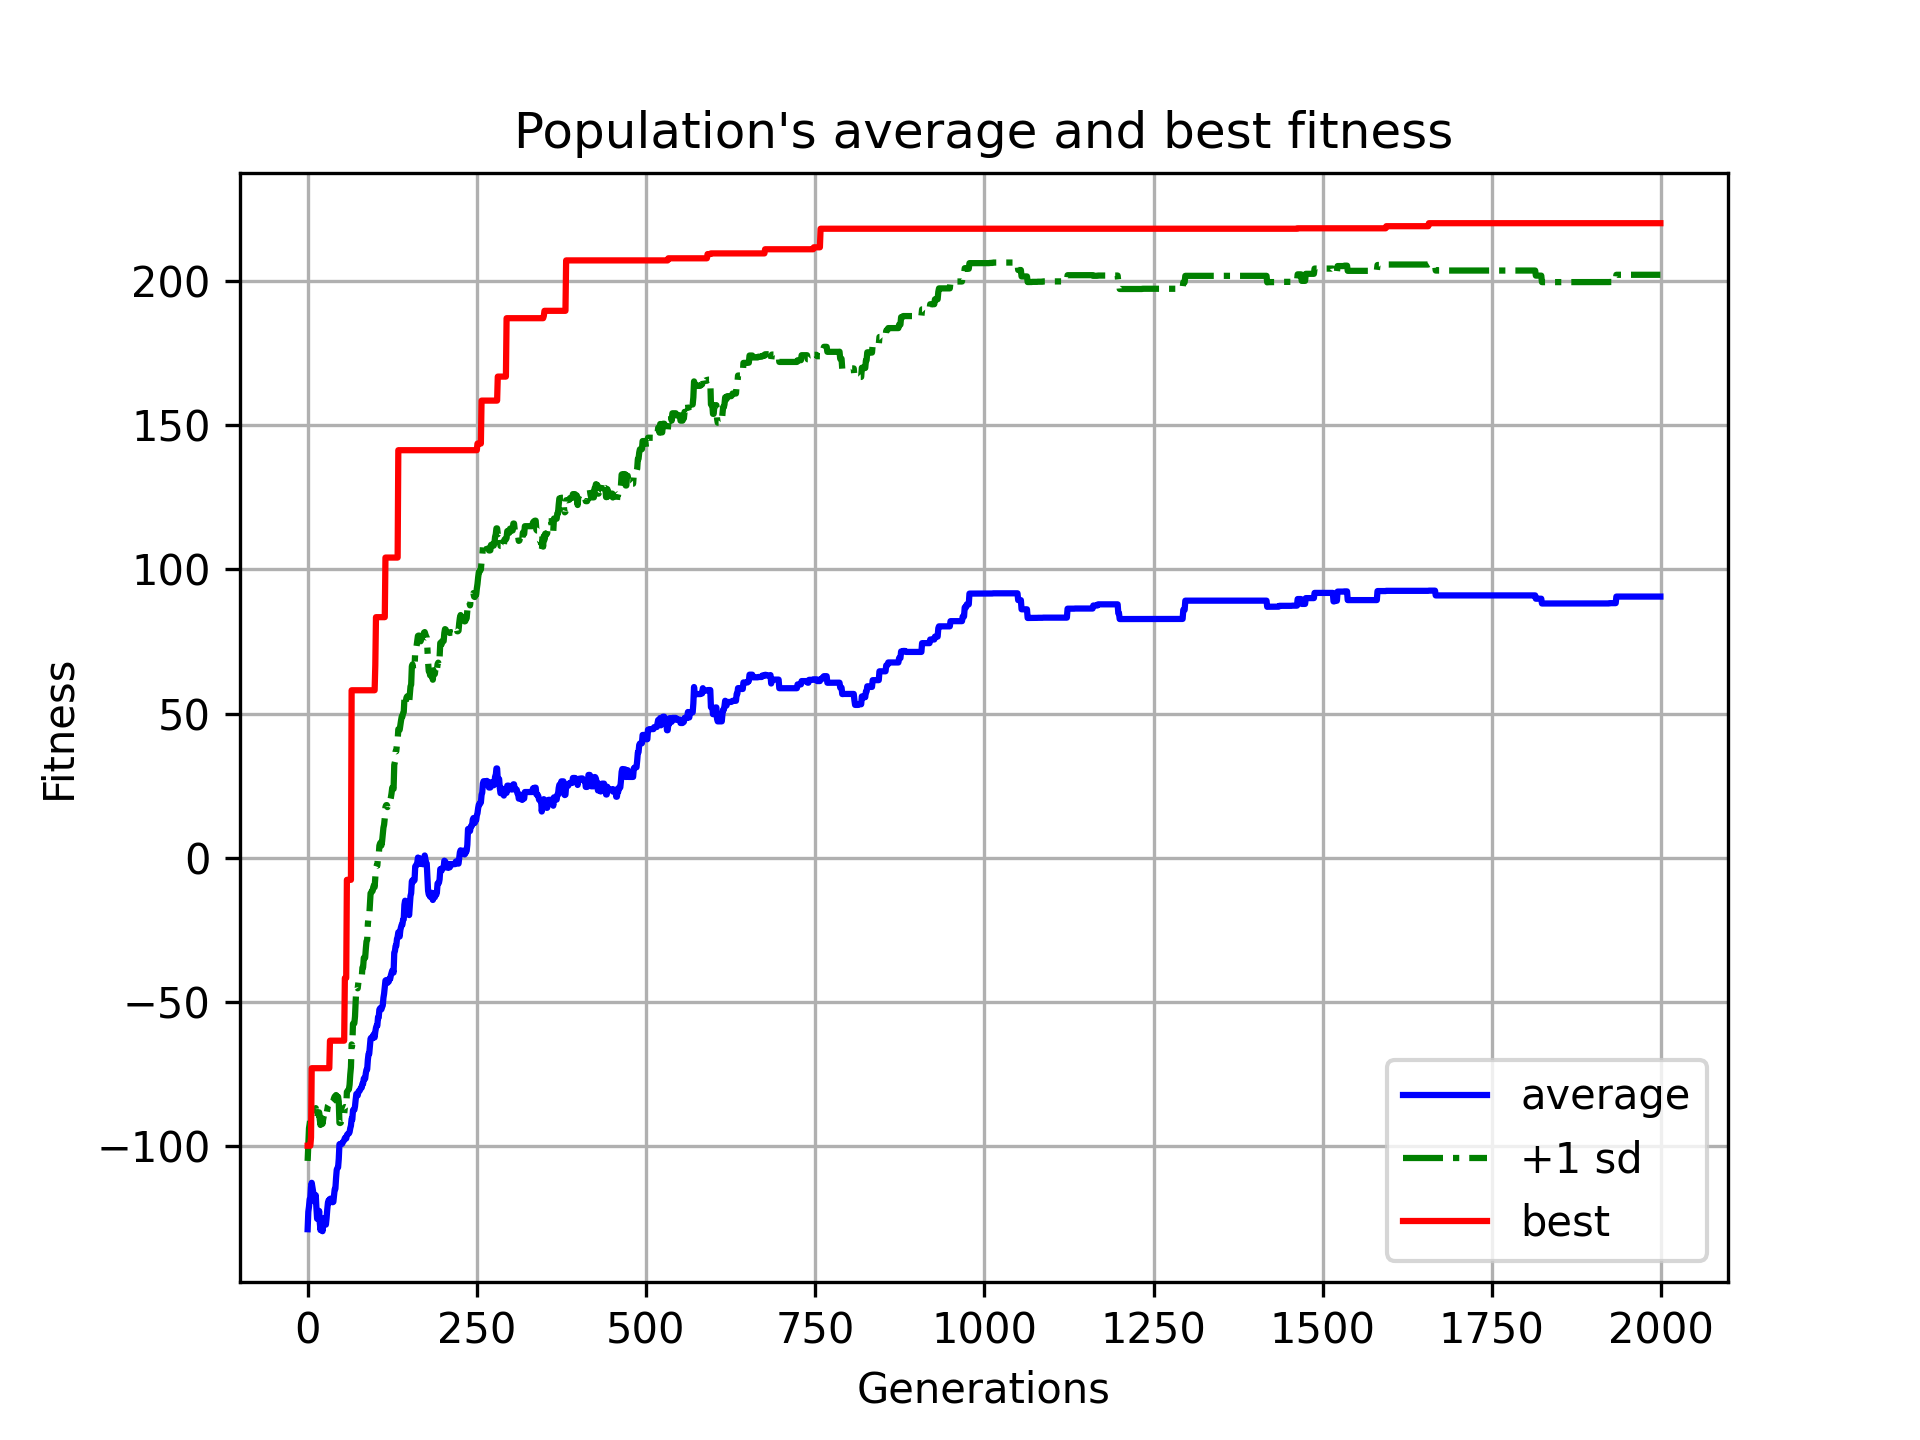 Population's average and best fitness
Fitness
200
150
100
50
0
−50
−100
average
+1 sd
best
0 250 500 750 1000 1250 1500 1750 2000
Generations